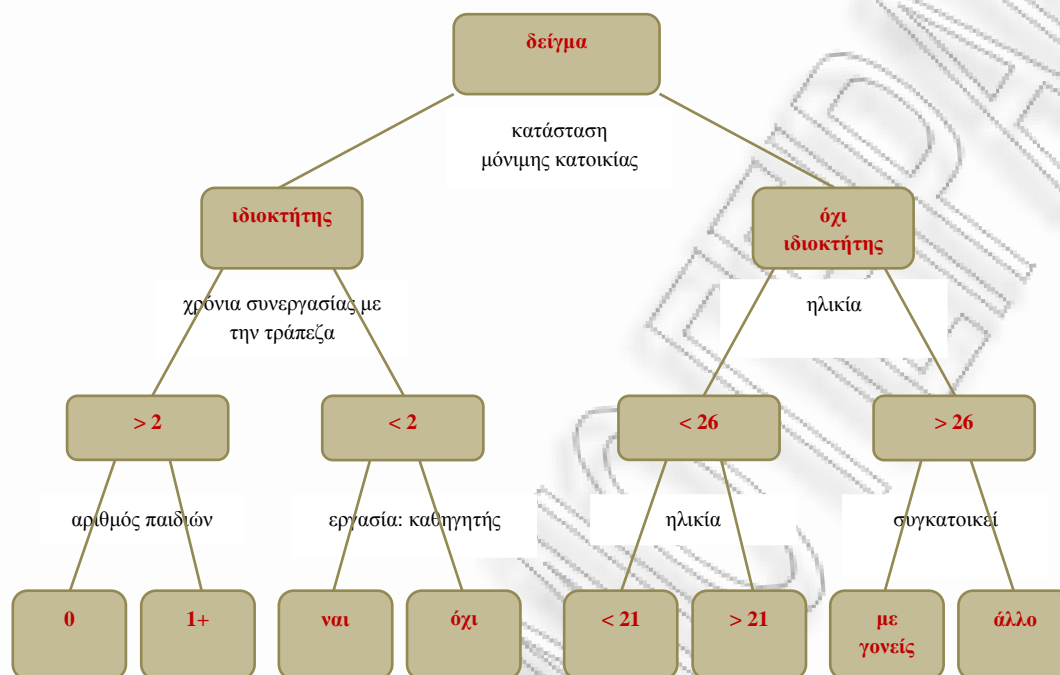 δείγμα
κατάσταση
μόνιμης κατοικίας
ιδιοκτήτης
όχι
ιδιοκτήτης
χρόνια συνεργασίας με
την τράπεζα
ηλικία
> 2
< 2
< 26
> 26
αριθμός παιδιών
εργασία: καθηγητής
ηλικία
συγκατοικεί
0
1+
ναι
όχι
< 21
> 21
με
γονείς
άλλο